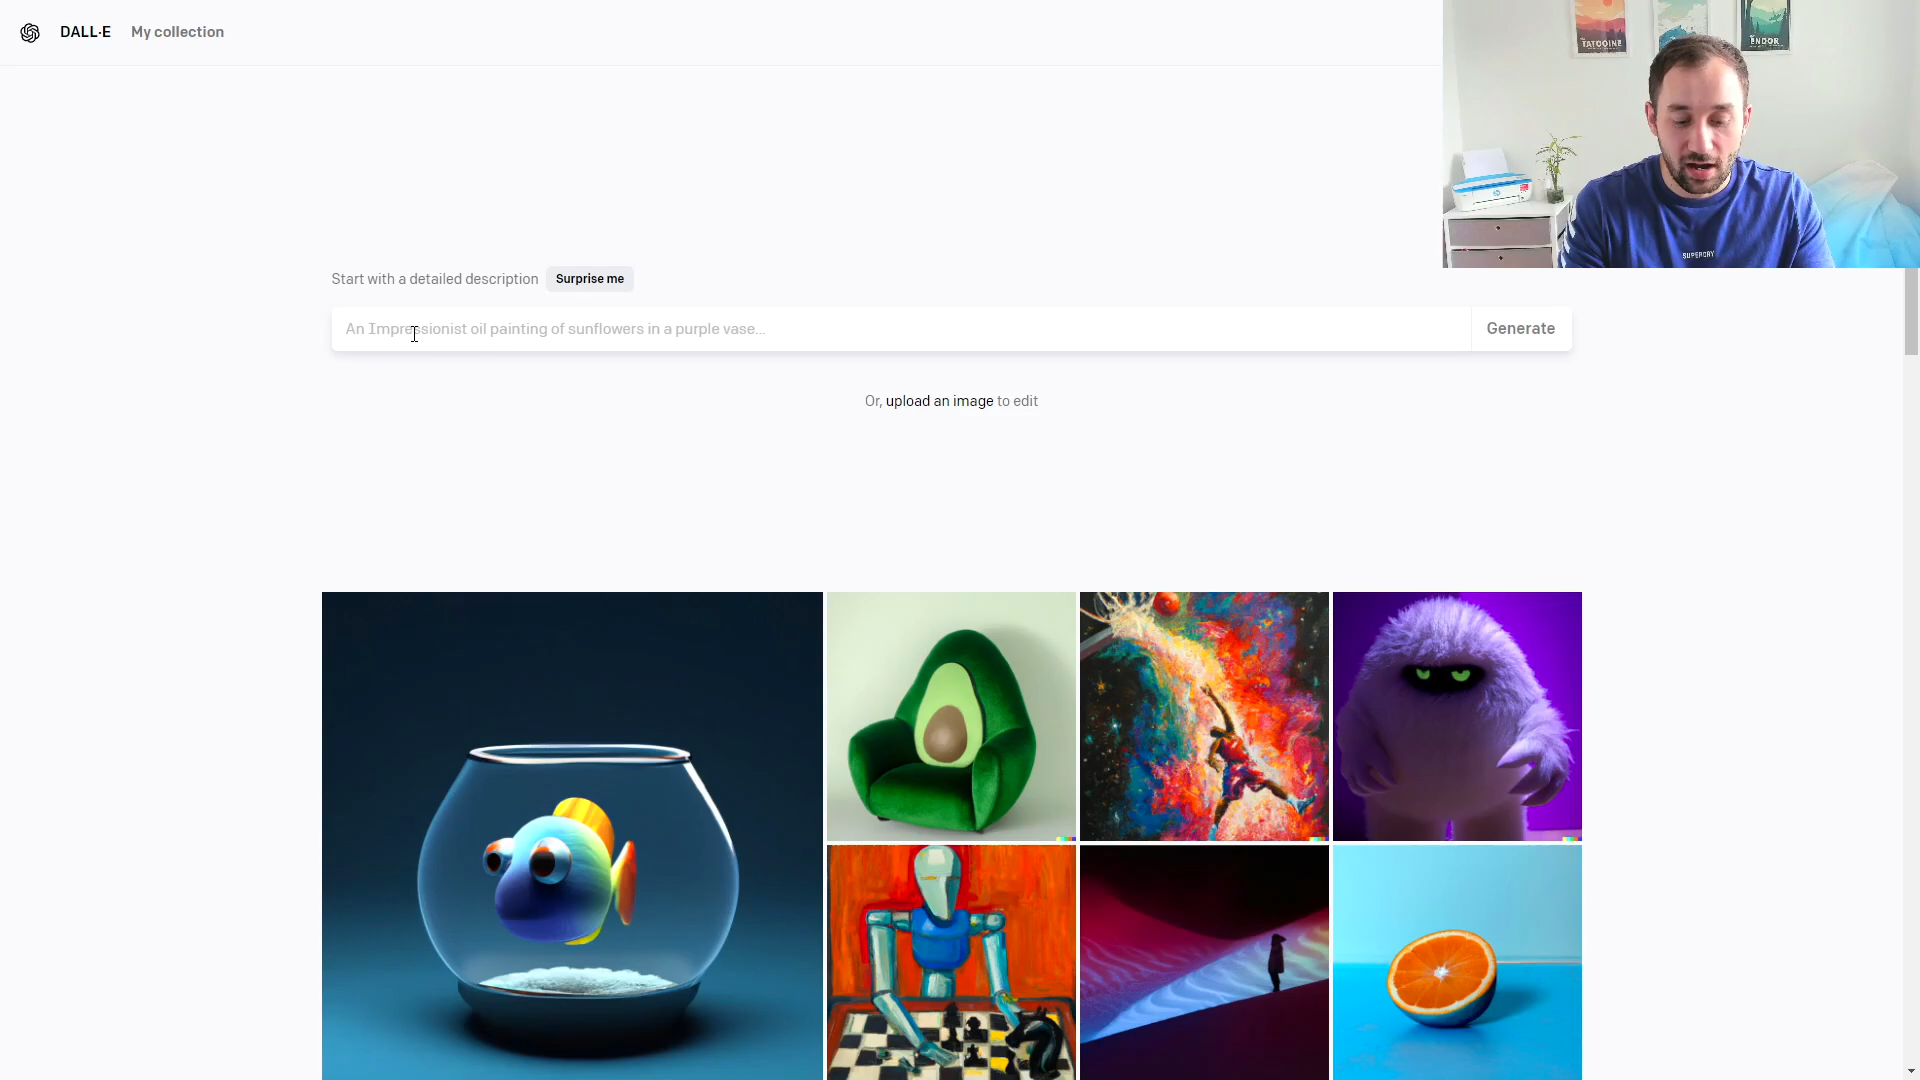 DALL·E My collection
TATOOINE
ENDOR
SUPERDRY
Start with a detailed description Surprise me
An Impressionist oil painting of sunflowers in a purple vase... Generate
Or, upload an image to edit